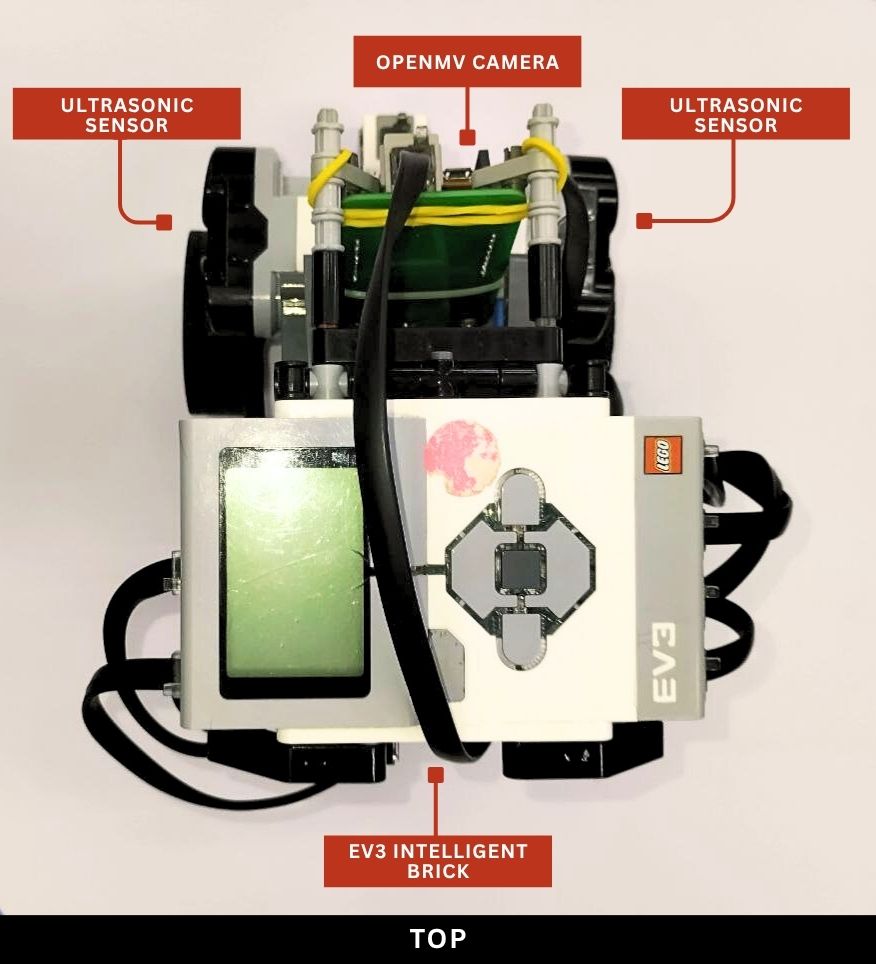 OPENMV CAMERA
ULTRASONIC
SENSOR
ULTRASONIC
SENSOR
LEGO
EV3
EV3 INTELLIGENT
BRICK
TOP